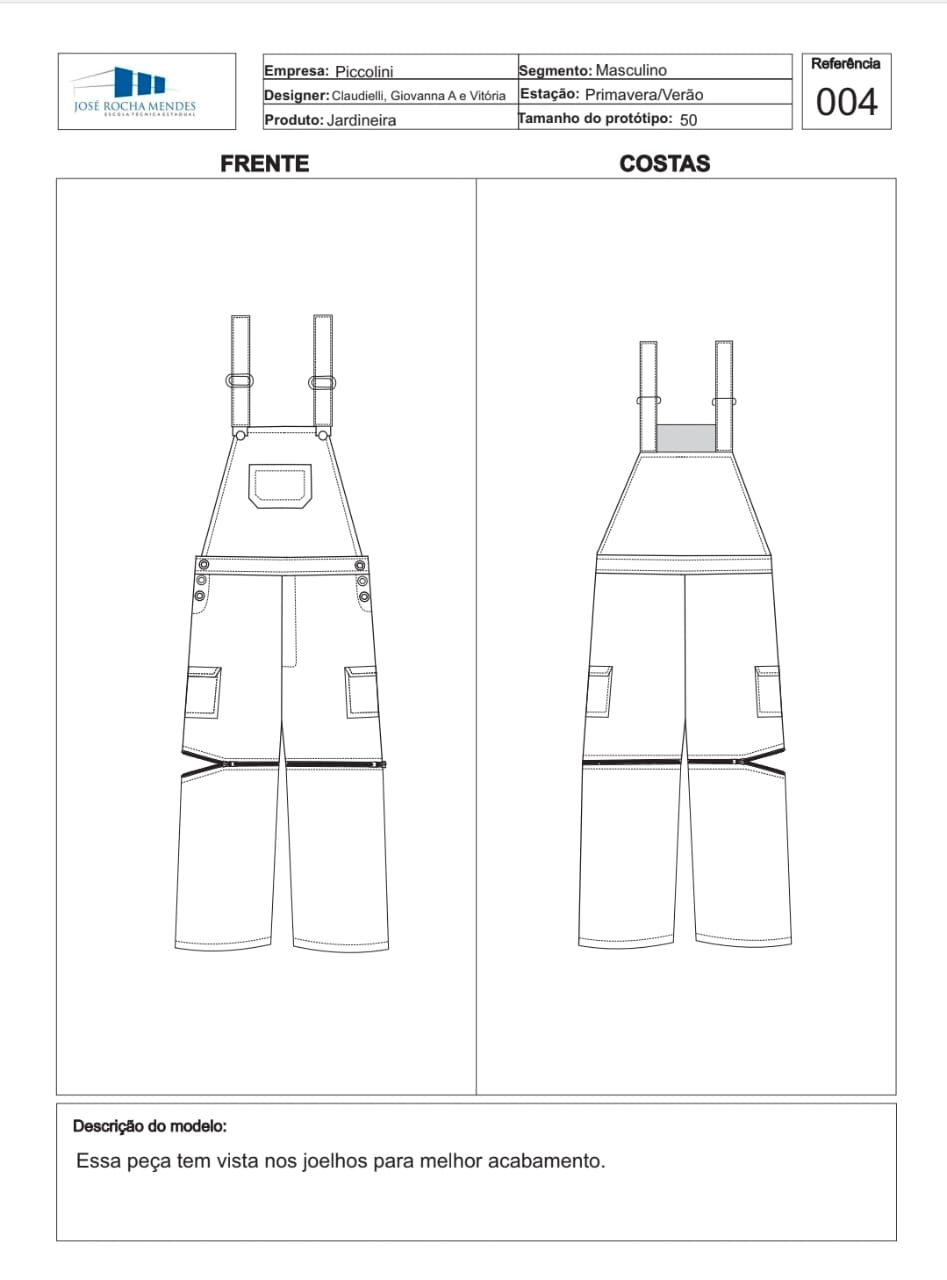 JOSÉ ROCHA MENDES
ESCOLA TÉCNICA ESTADUAL
Empresa: Piccolini
Segmento: Masculino
Designer: Claudielli, Giovanna A e Vitória
Estação: Primavera/Verão
Produto: Jardineira
Tamanho do protótipo: 50
Referência
004
FRENTE
COSTAS
Descrição do modelo:
Essa peça tem vista nos joelhos para melhor acabamento.